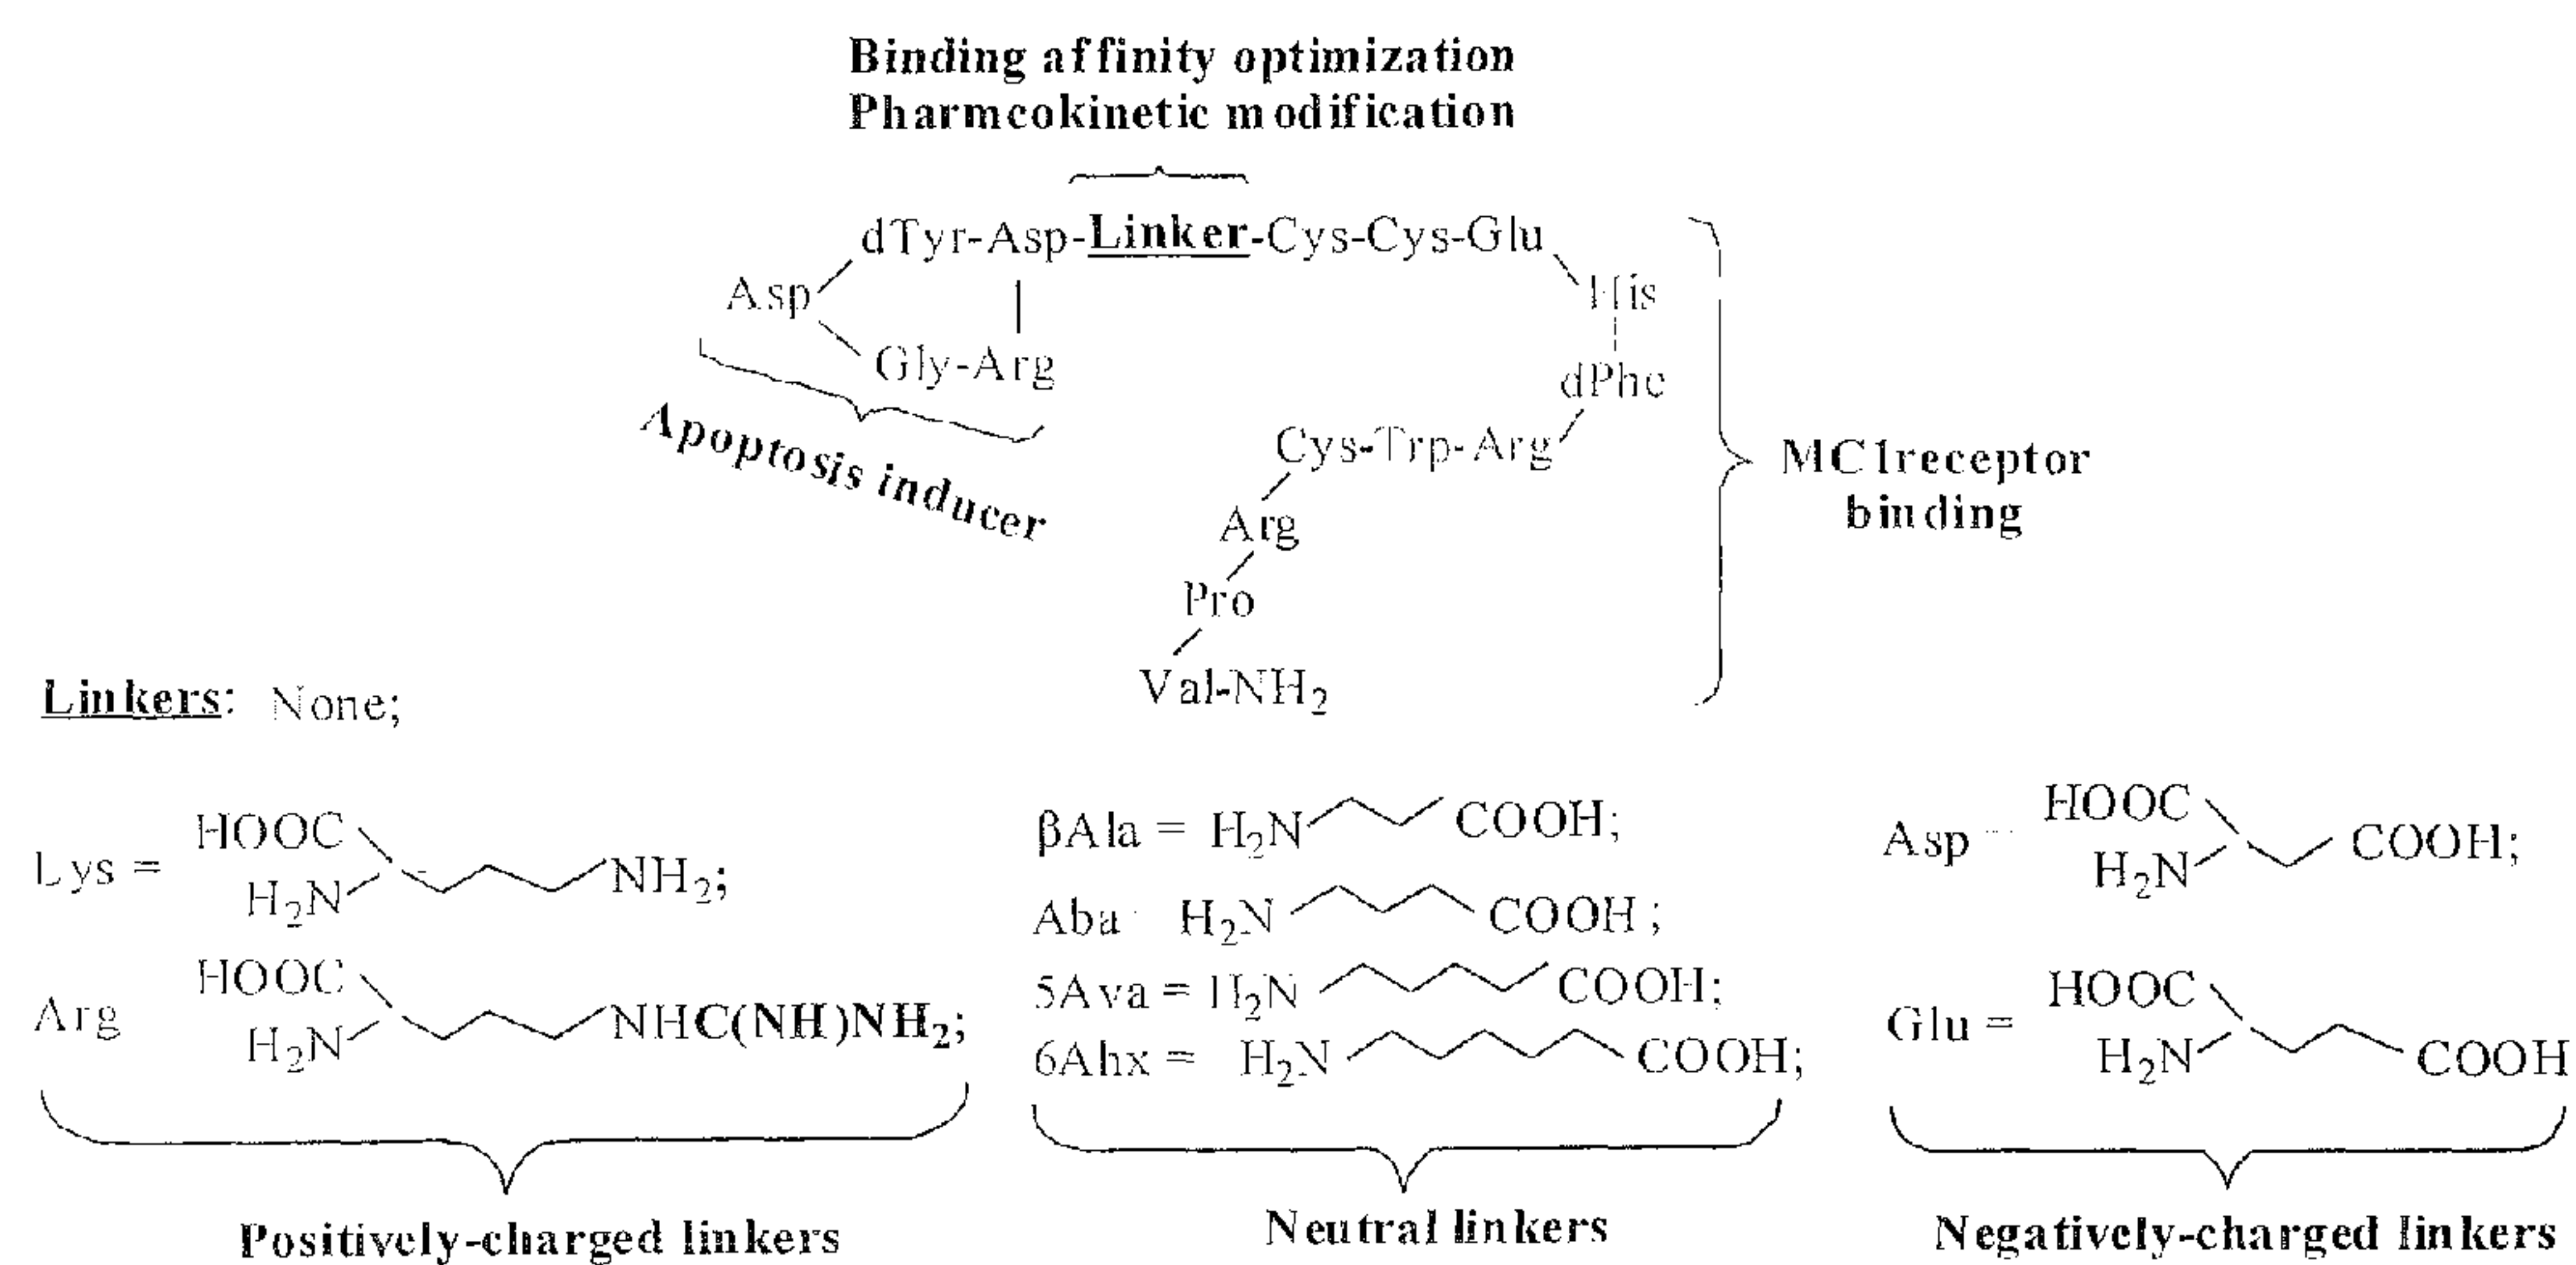 Binding affinity optimization
Pharmcokinetic modification
dTyr-Asp-Linker-Cys-Cys-Glu
Asp
His
Gly-Arg
dPhe
Apoptosis inducer
Cys-Trp-Arg
MC1receptor
binding
Arg
Pro
Val-NH₂
Linkers: None;
Lys = HOOC H₂N NH₂;
Arg HOOC H₂N NHC(NH)NH₂;
Positively-charged linkers
βAla = H₂N COOH;
Aba H₂N COOH;
5Ava = H₂N COOH;
6Ahx = H₂N COOH;
Neutral linkers
Asp HOOC H₂N COOH;
Glu = HOOC H₂N COOH
Negatively-charged linkers